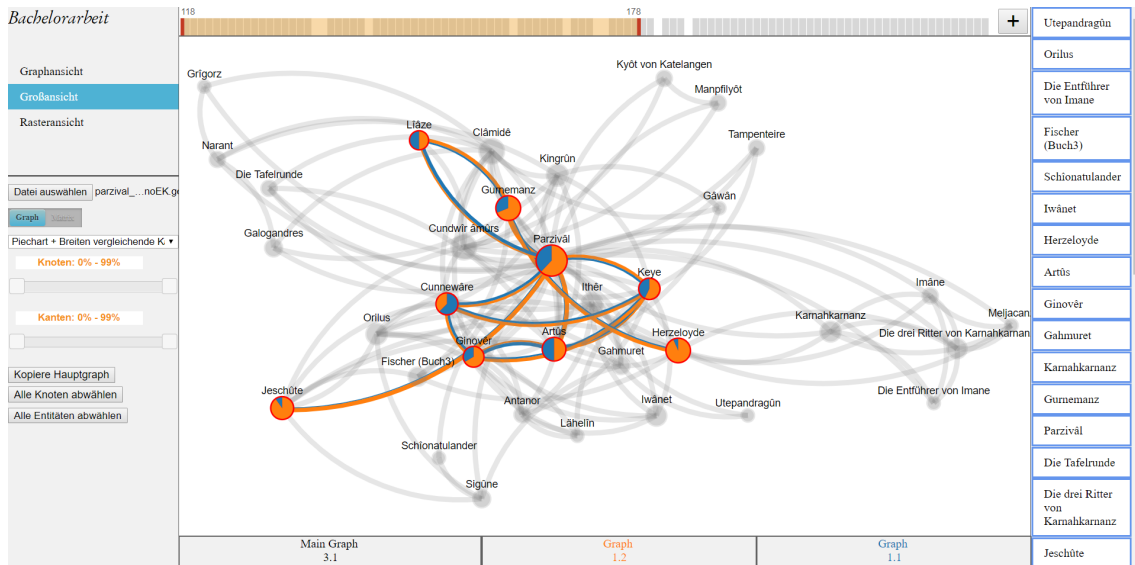 Bachelorarbeit
Graphansicht
Großansicht
Rasteransicht
Datei auswählen parzival_...noEK.ge
Graph
Piechart + Breiten vergleichende K
Knoten: 0% - 99%
Kanten: 0% - 99%
Kopiere Hauptgraph
Alle Knoten abwählen
Alle Entitäten abwählen
118
178
+
Grîgorz
Kyôt von Katelangen
Manpfilyôt
Lîâze
Clâmidê
Tampenteire
Narant
Kingrûn
Die Tafelrunde
Gurnemanz
Gâwân
Galogandres
Cundwîr âmûrs
Parzivâl
Keye
Cunnewâre
Ithêr
Imâne
Orilus
Karnahkarnanz
Meljacan
Ginovêr
Artûs
Herzeloyde
Die drei Ritter von Karnahkarnan
Fischer (Buch3)
Gahmuret
Jeschûte
Antanor
Iwânet
Utepandragûn
Die Entführer von Imane
Lähelîn
Schîonatulander
Sigûne
Main Graph
3.1
Graph
1.2
Graph
1.1
Utepandragûn
Orilus
Die Entführer
von Imane
Fischer
(Buch3)
Schîonatulander
Iwânet
Herzeloyde
Artûs
Ginovêr
Gahmuret
Karnahkarnanz
Gurnemanz
Parzivâl
Die Tafelrunde
Die drei Ritter
von
Karnahkarnanz
Jeschûte